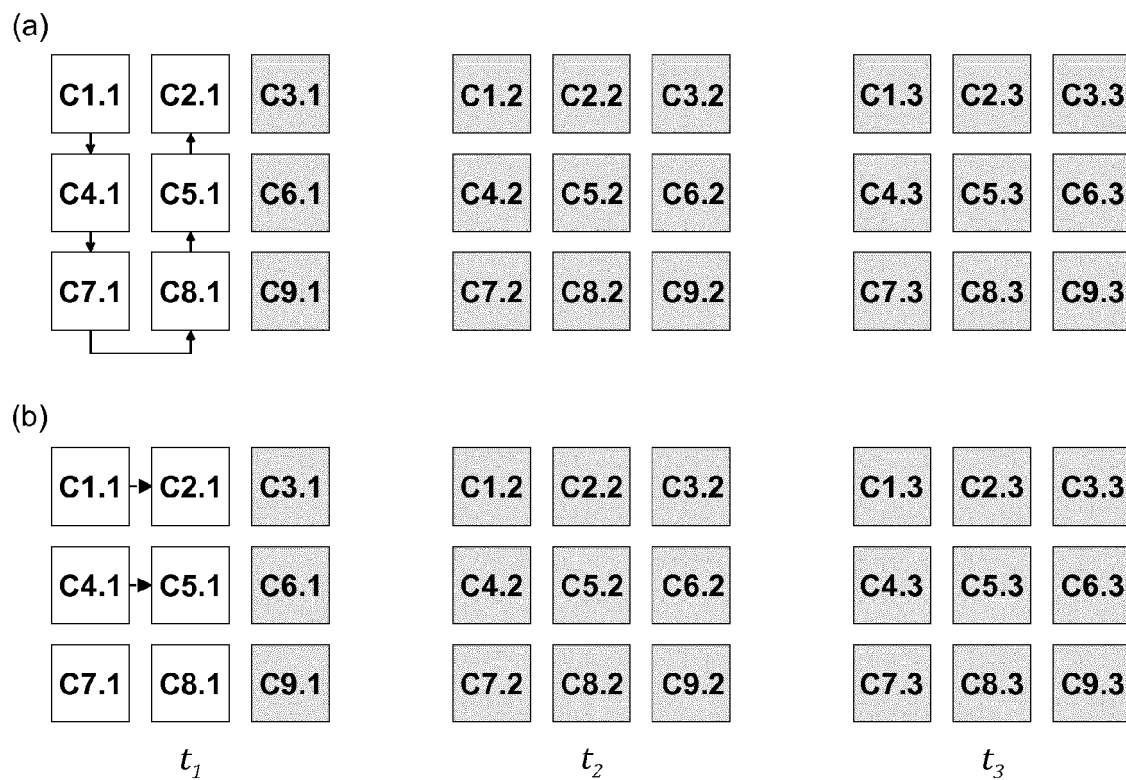 (a)
C1.1 C2.1 C3.1 C1.2 C2.2 C3.2 C1.3 C2.3 C3.3
C4.1 C5.1 C6.1 C4.2 C5.2 C6.2 C4.3 C5.3 C6.3
C7.1 C8.1 C9.1 C7.2 C8.2 C9.2 C7.3 C8.3 C9.3
(b)
C1.1 C2.1 C3.1 C1.2 C2.2 C3.2 C1.3 C2.3 C3.3
C4.1 C5.1 C6.1 C4.2 C5.2 C6.2 C4.3 C5.3 C6.3
C7.1 C8.1 C9.1 C7.2 C8.2 C9.2 C7.3 C8.3 C9.3
t1 t2 t3